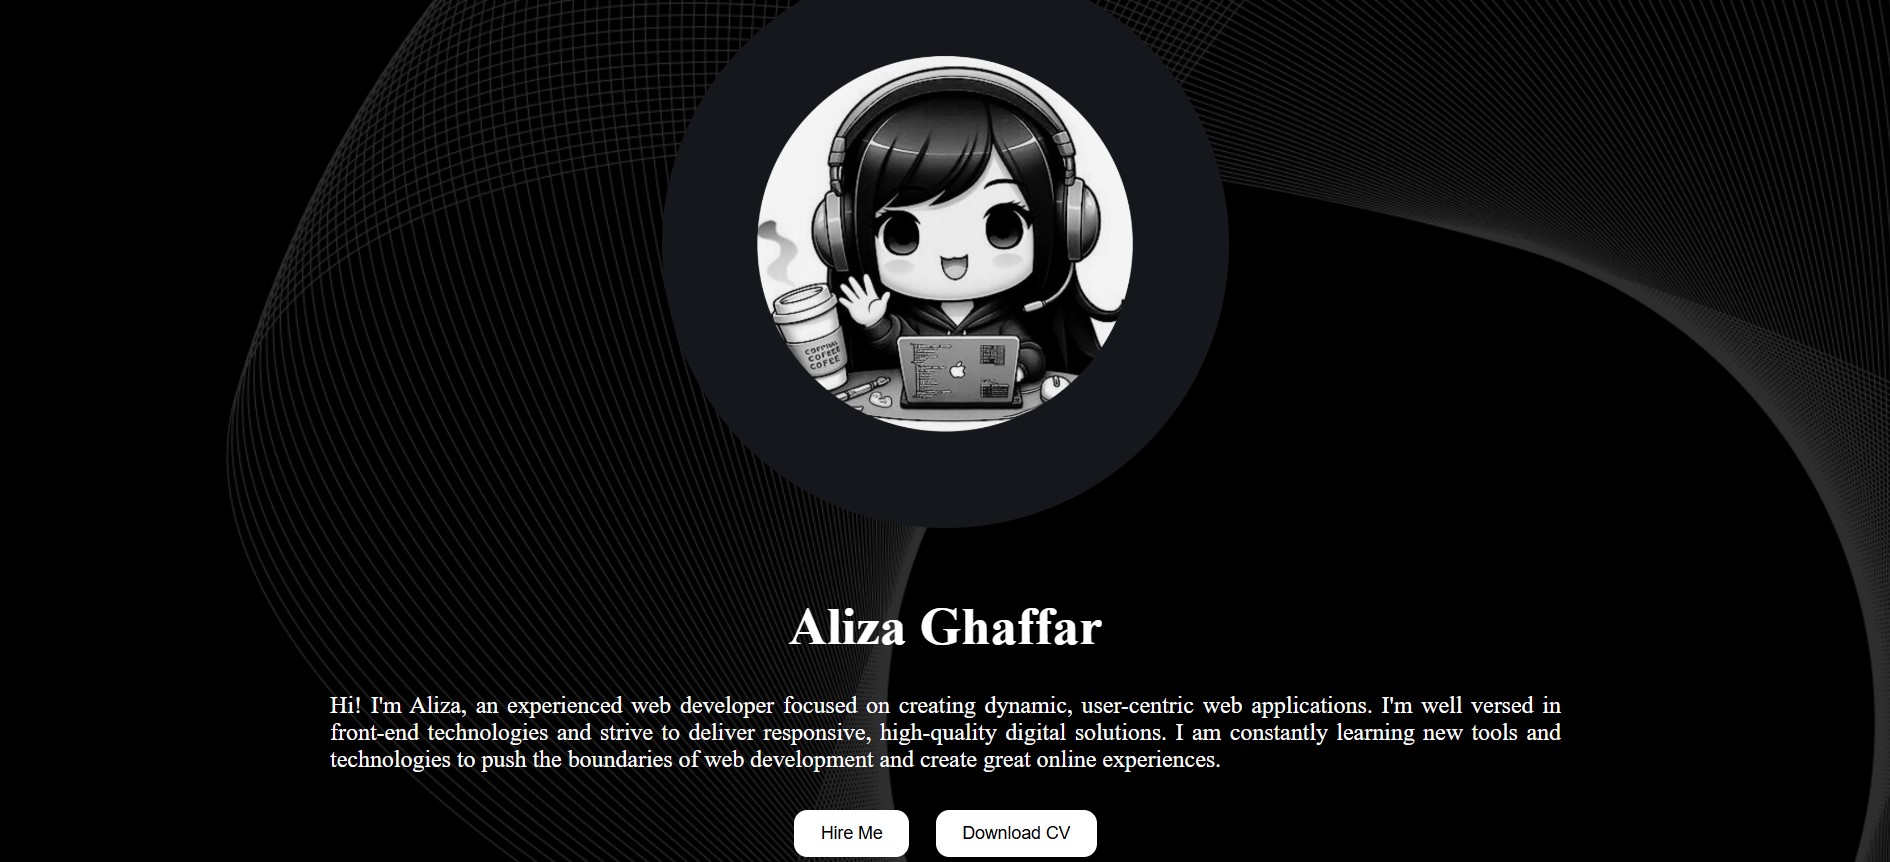 COFFEE
COFEE
Aliza Ghaffar
Hi! I'm Aliza, an experienced web developer focused on creating dynamic, user-centric web applications. I'm well versed in
front-end technologies and strive to deliver responsive, high-quality digital solutions. I am constantly learning new tools and
technologies to push the boundaries of web development and create great online experiences.
Hire Me
Download CV